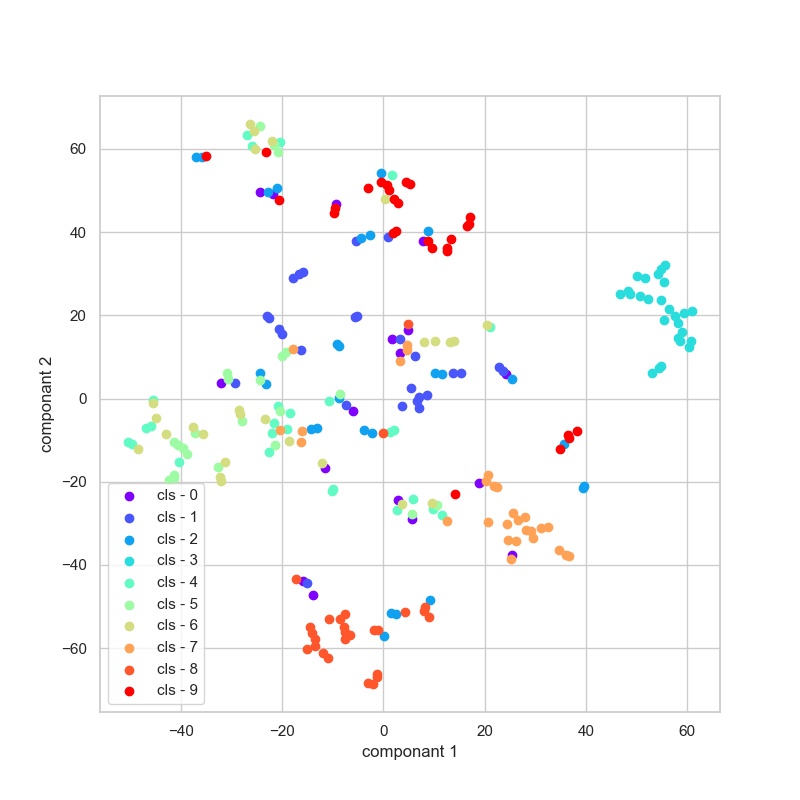 60
40
20
0
−20
−40
−60
componant 2
cls - 0
cls - 1
cls - 2
cls - 3
cls - 4
cls - 5
cls - 6
cls - 7
cls - 8
cls - 9
−40 −20 0 20 40 60
componant 1